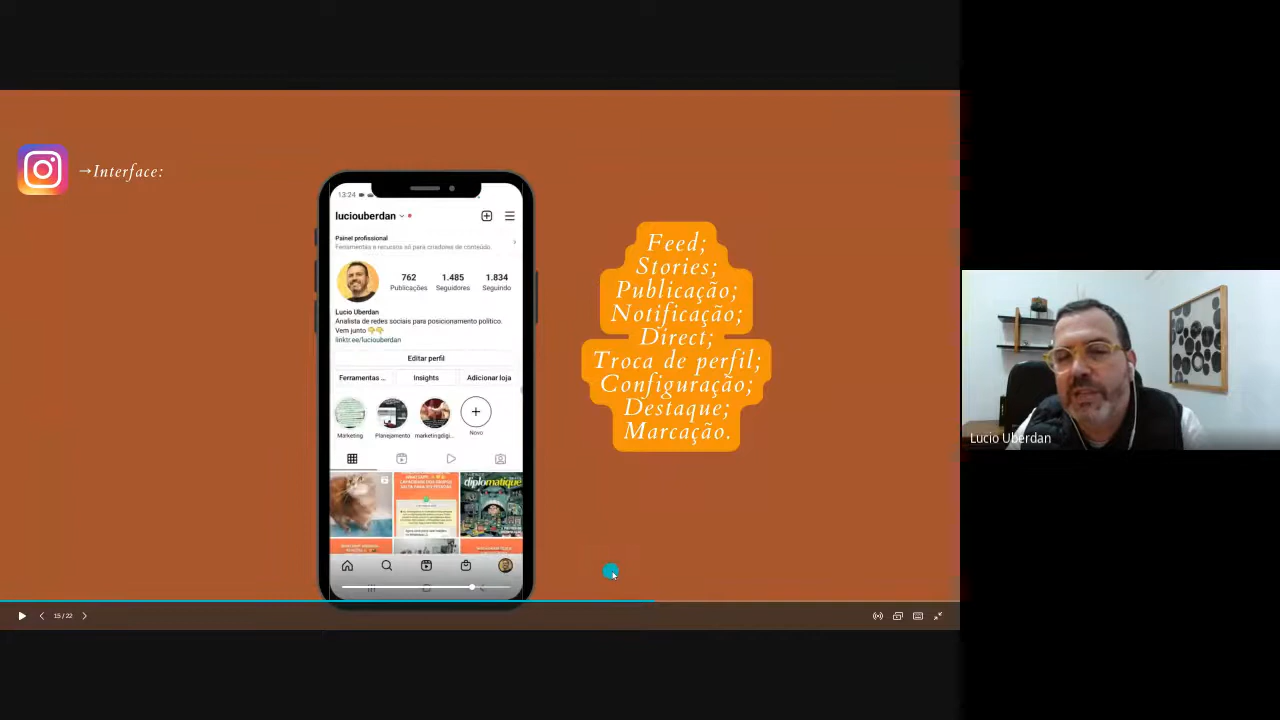 →Interface:
13:24
luciouberdan
Painel profissional
Ferramentas e recursos só para criadores de conteúdo.
762 1.485 1.834
Publicações Seguidores Seguindo
Lucio Uberdan
Analista de redes sociais para posicionamento político.
Vem junto 👇👇
linktr.ee/luciouberdan
Editar perfil
Ferramentas ... Insights Adicionar loja
Marketing Planejamento marketingdigi... Novo
diplomatique
Feed;
Stories;
Publicação;
Notificação;
Direct;
Troca de perfil;
Configuração;
Destaque;
Marcação.
15 / 22
Lucio Uberdan